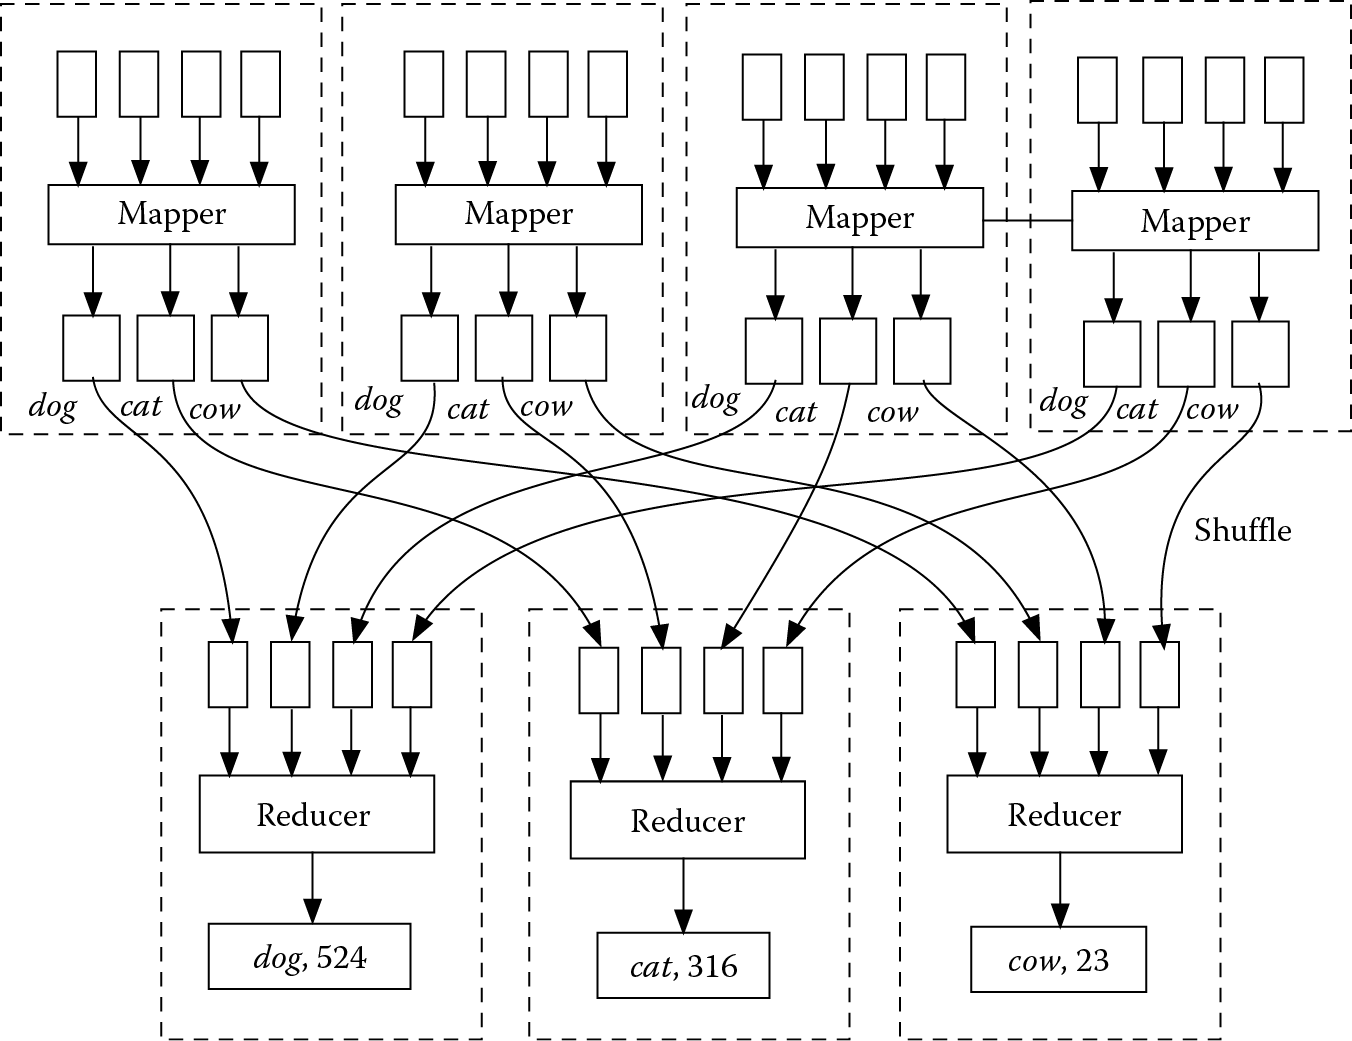 Mapper
Mapper
Mapper
Mapper
dog cat cow
dog cat cow
dog cat cow
dog cat cow
Shuffle
Reducer
Reducer
Reducer
dog, 524
cat, 316
cow, 23